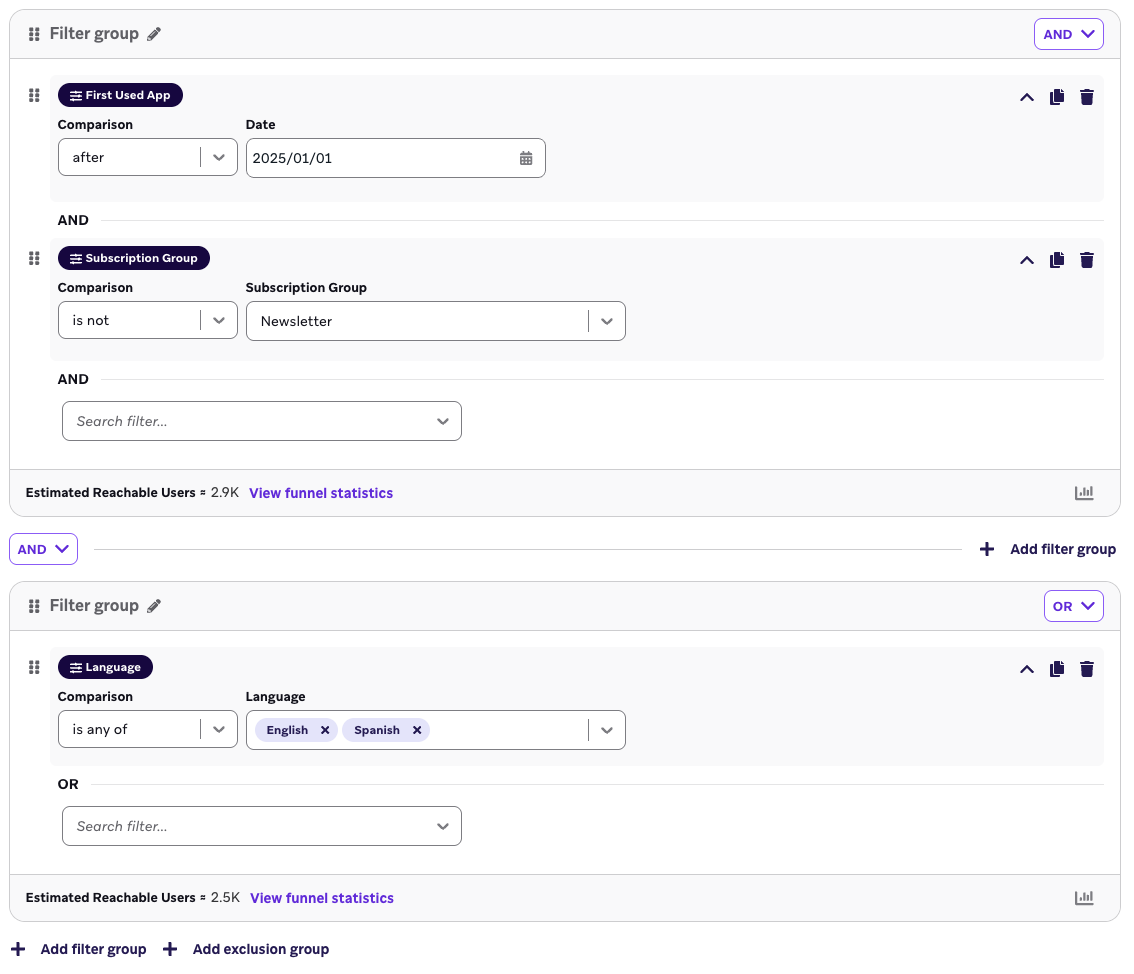 Filter group
AND
First Used App
Comparison Date
after 2025/01/01
AND
Subscription Group
Comparison Subscription Group
is not Newsletter
AND
Search filter...
Estimated Reachable Users ≈ 2.9K View funnel statistics
AND Add filter group
Filter group
OR
Language
Comparison Language
is any of English Spanish
OR
Search filter...
Estimated Reachable Users ≈ 2.5K View funnel statistics
Add filter group Add exclusion group